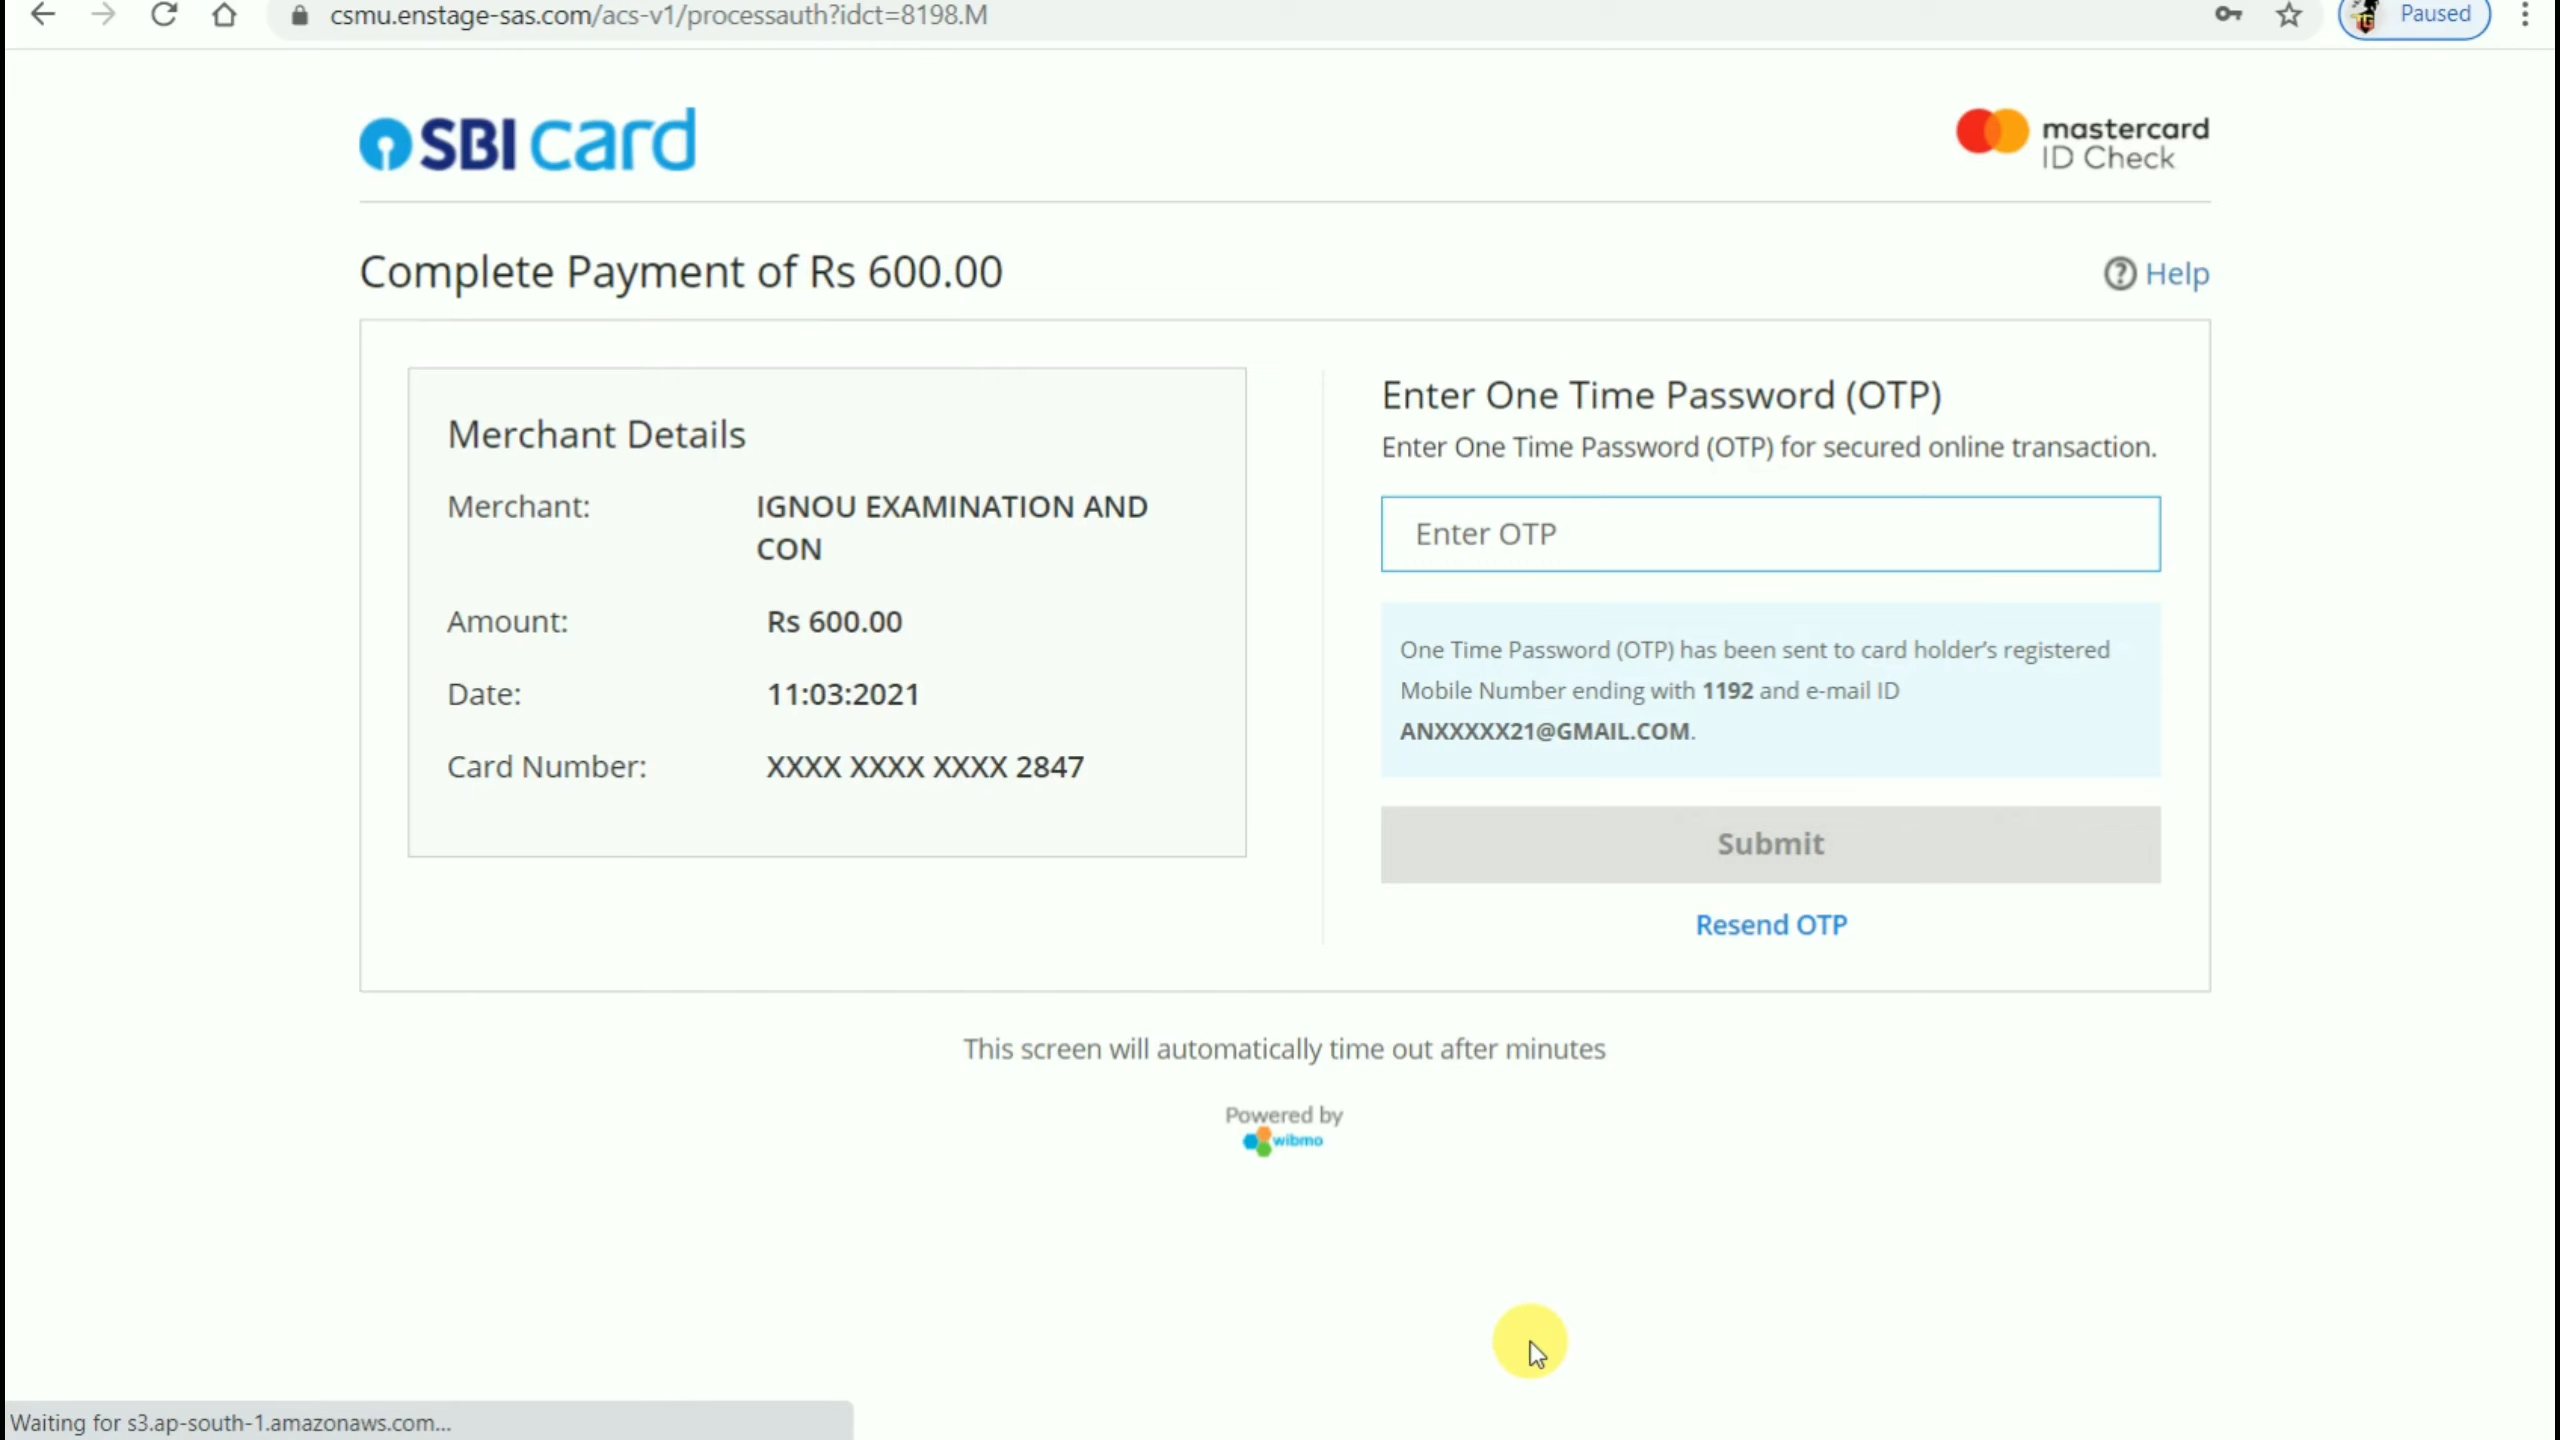 csmu.enstage-sas.com/acs-v1/processauth?idct=8198.M
Paused
SBI card
mastercard
ID Check
Complete Payment of Rs 600.00
Help
Merchant Details
Merchant: IGNOU EXAMINATION AND
CON
Amount: Rs 600.00
Date: 11:03:2021
Card Number: XXXX XXXX XXXX 2847
Enter One Time Password (OTP)
Enter One Time Password (OTP) for secured online transaction.
Enter OTP
One Time Password (OTP) has been sent to card holder's registered
Mobile Number ending with 1192 and e-mail ID
ANXXXXX21@GMAIL.COM.
Submit
Resend OTP
This screen will automatically time out after minutes
Powered by
wibmo
Waiting for s3.ap-south-1.amazonaws.com...